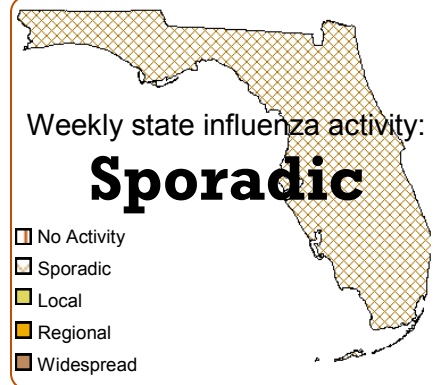 Weekly state influenza activity:
Sporadic
No Activity
Sporadic
Local
Regional
Widespread